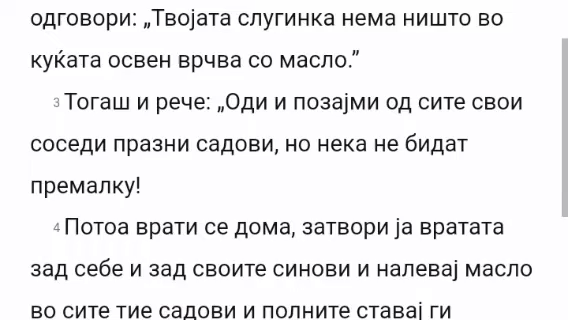 одговори: „Твојата слугинка нема ништо во
куќата освен врчва со масло.”
3 Тогаш и рече: „Оди и позајми од сите свои
соседи празни садови, но нека не бидат
премалку!
4 Потоа врати се дома, затвори ја вратата
зад себе и зад своите синови и налевај масло
во сите тие садови и полните ставај ги